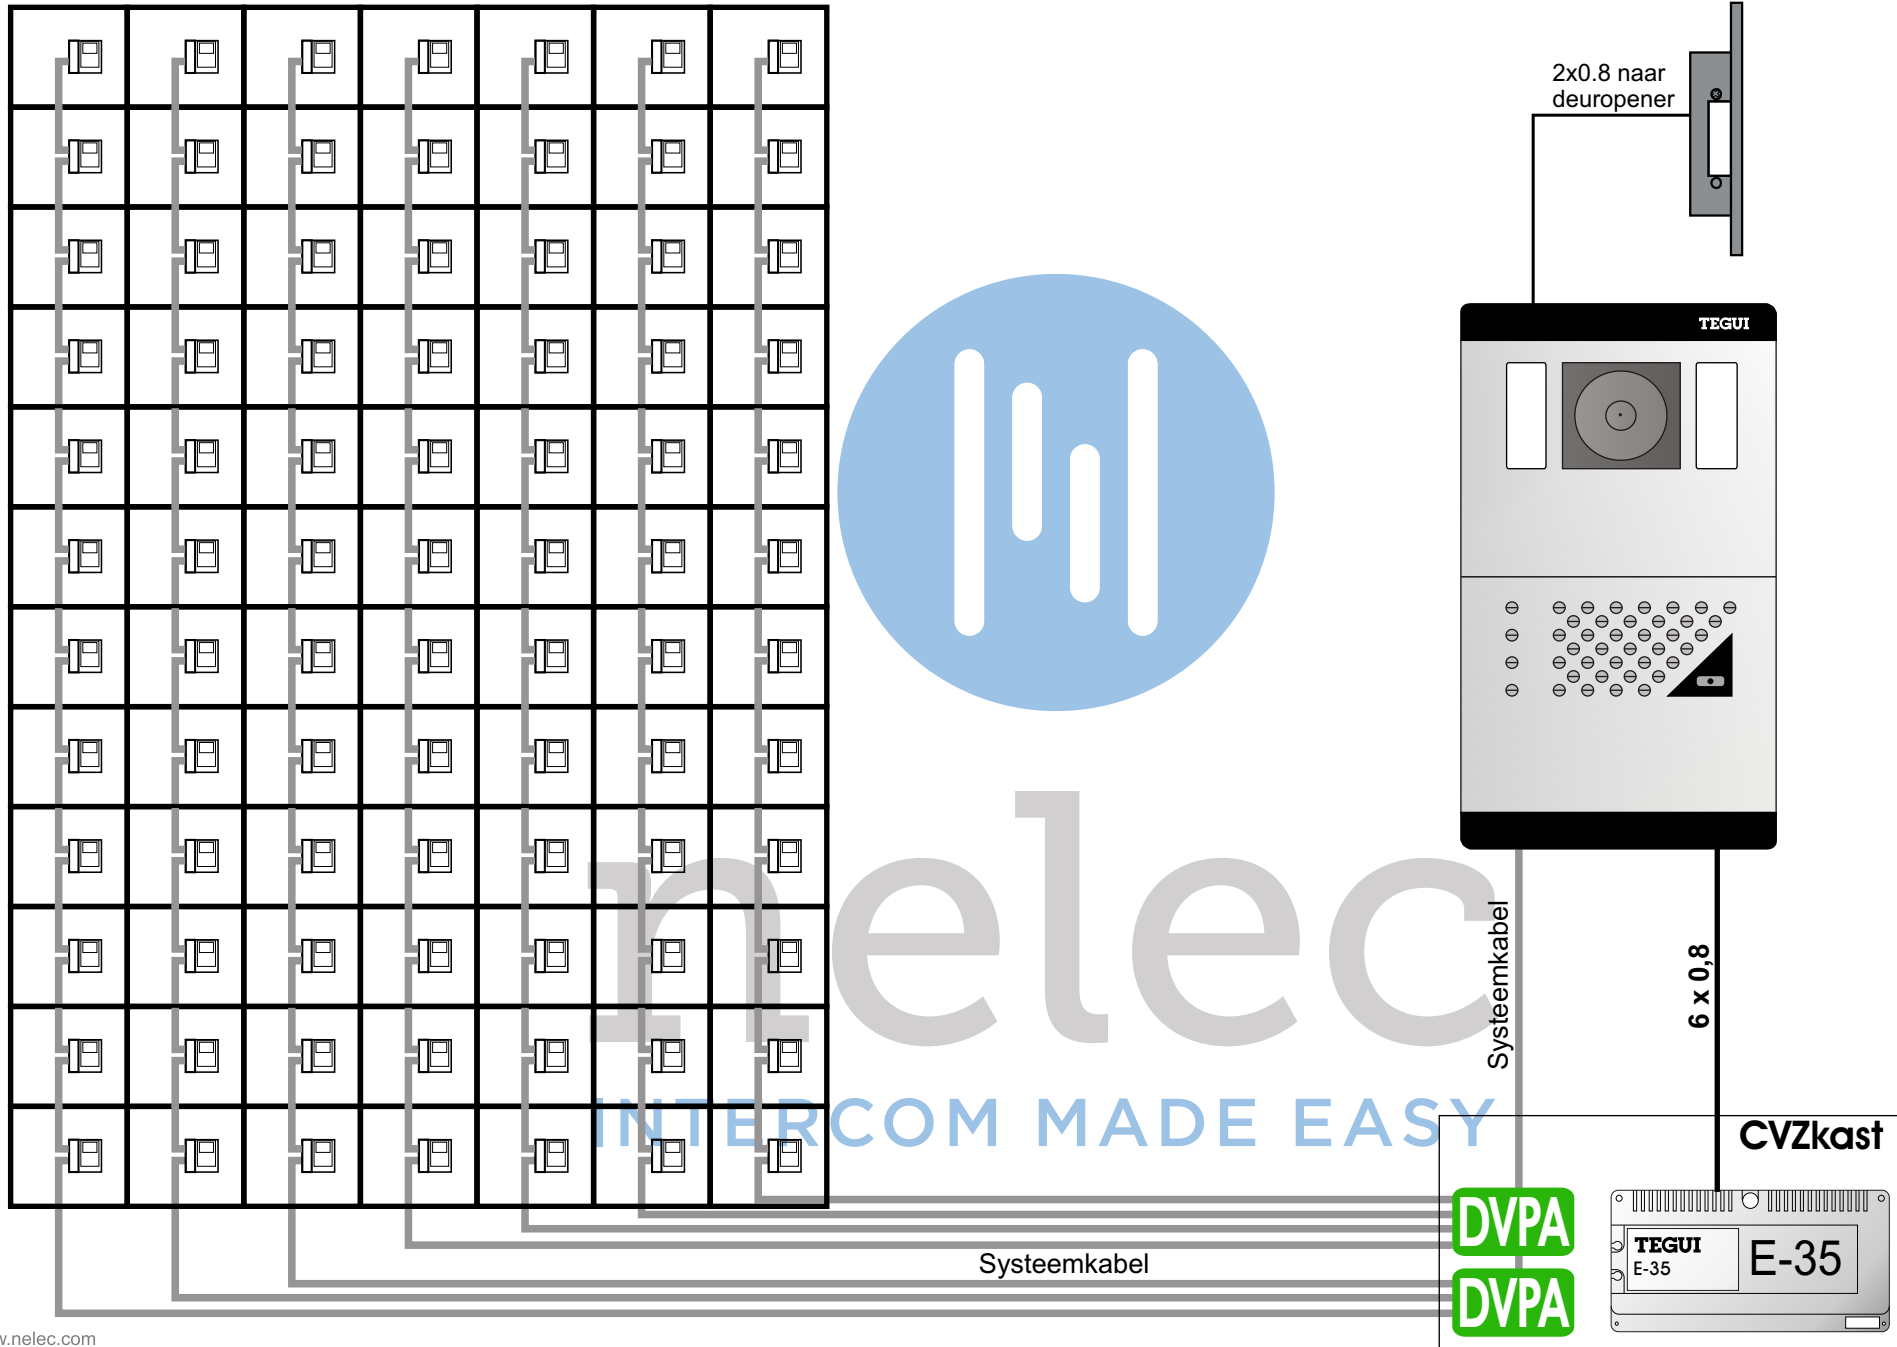 2x0.8 naar
deuropener
TEGUI
nelec
INTERCOM MADE EASY
Systeemkabel
6 x 0,8
CVZkast
DVPA
TEGUI
E-35
E-35
Systeemkabel
DVPA
w.nelec.com